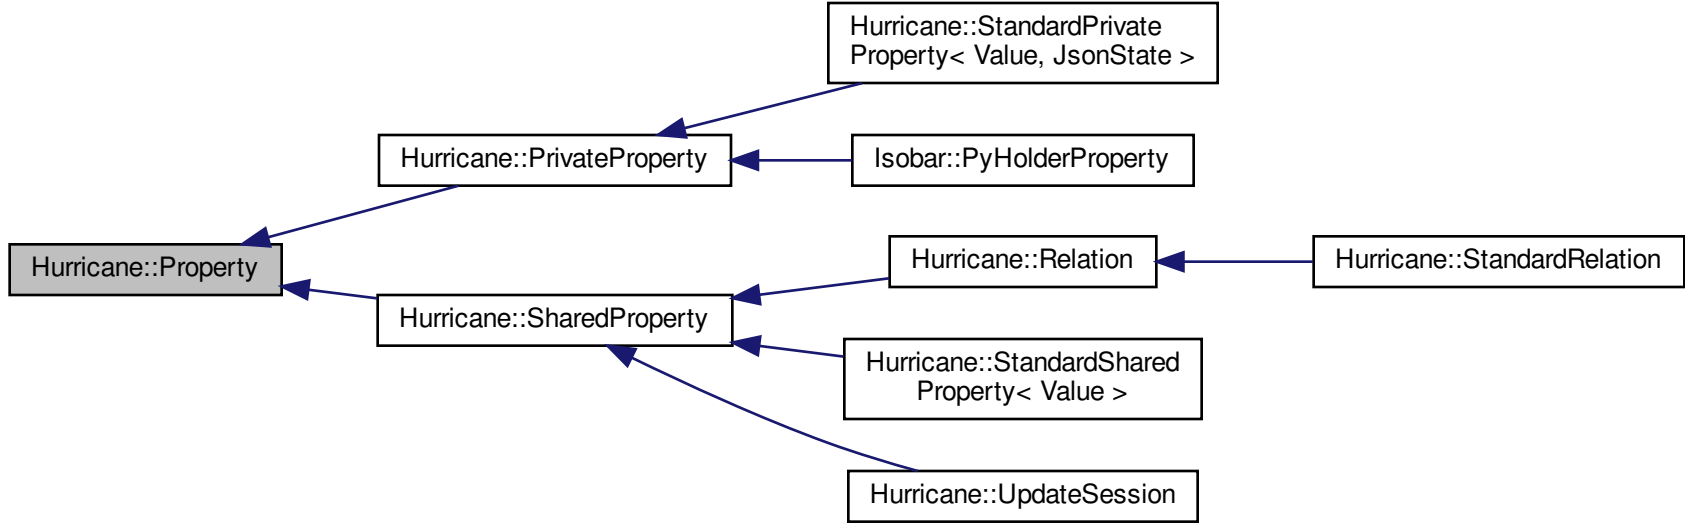 Hurricane::StandardPrivate
Property< Value, JsonState >
Hurricane::PrivateProperty
Isobar::PyHolderProperty
Hurricane::Property
Hurricane::Relation
Hurricane::StandardRelation
Hurricane::SharedProperty
Hurricane::StandardShared
Property< Value >
Hurricane::UpdateSession